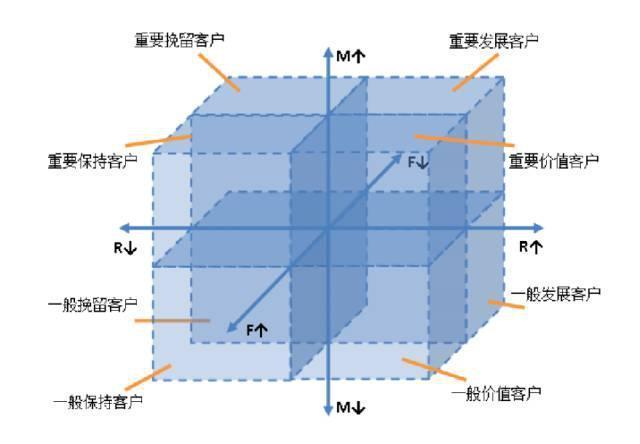 重要挽留客户
重要发展客户
M↑
重要保持客户
重要价值客户
F↓
R↓
R↑
一般挽留客户
一般发展客户
F↑
一般保持客户
一般价值客户
M↓